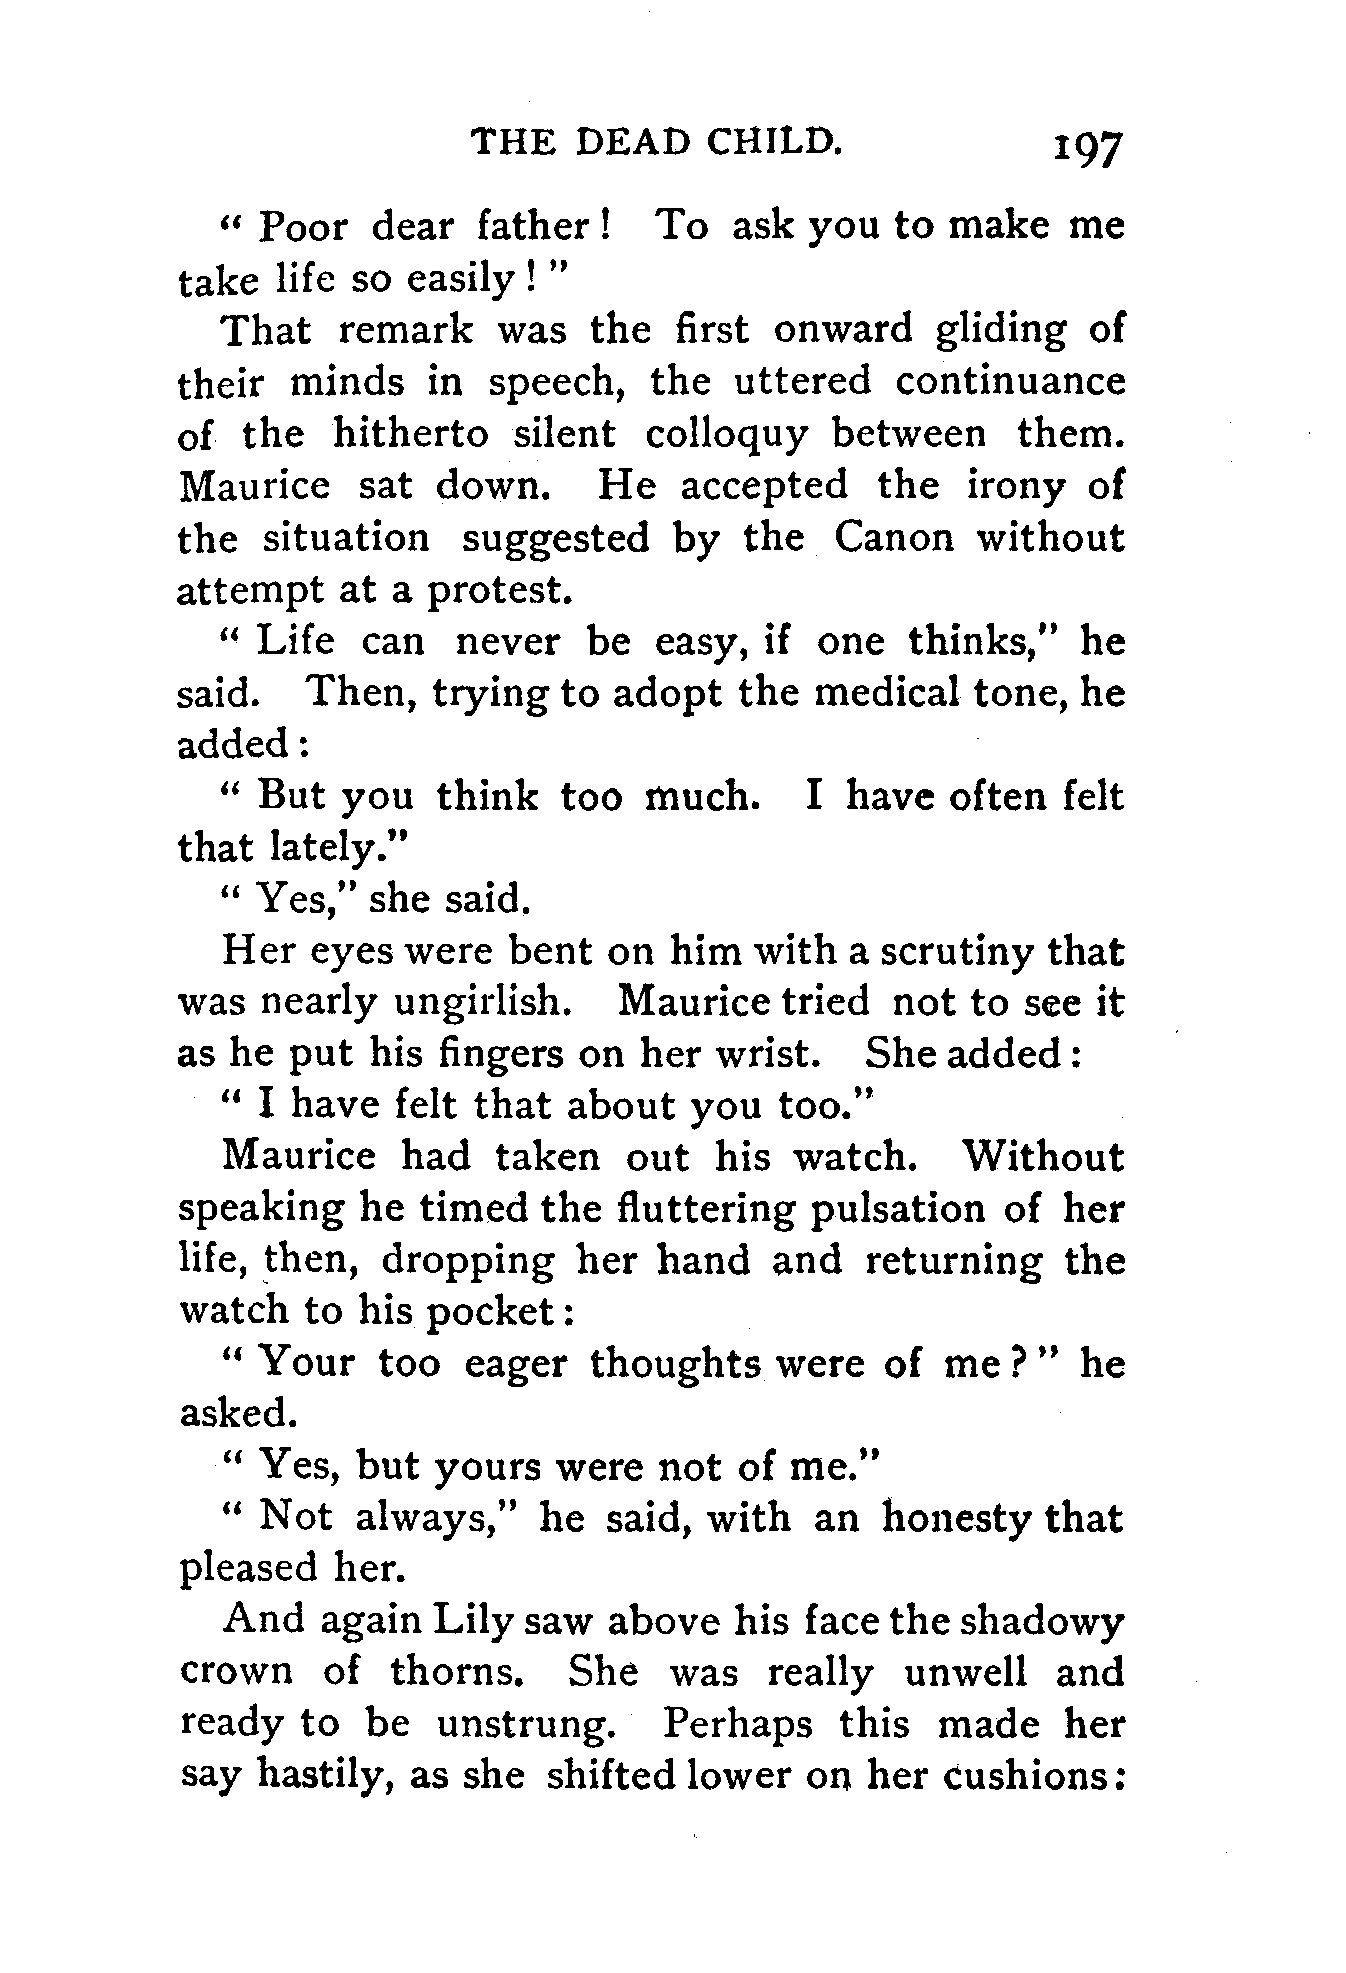 THE DEAD CHILD. 197
" Poor dear father ! To ask you to make me
take life so easily ! "
That remark was the first onward gliding of
their minds in speech, the uttered continuance
of the hitherto silent colloquy between them.
Maurice sat down. He accepted the irony of
the situation suggested by the Canon without
attempt at a protest.
" Life can never be easy, if one thinks," he
said. Then, trying to adopt the medical tone, he
added :
" But you think too much. I have often felt
that lately."
" Yes," she said.
Her eyes were bent on him with a scrutiny that
was nearly ungirlish. Maurice tried not to see it
as he put his fingers on her wrist. She added :
" I have felt that about you too."
Maurice had taken out his watch. Without
speaking he timed the fluttering pulsation of her
life, then, dropping her hand and returning the
watch to his pocket :
" Your too eager thoughts were of me ? " he
asked.
" Yes, but yours were not of me."
" Not always," he said, with an honesty that
pleased her.
And again Lily saw above his face the shadowy
crown of thorns. She was really unwell and
ready to be unstrung. Perhaps this made her
say hastily, as she shifted lower on her cushions :